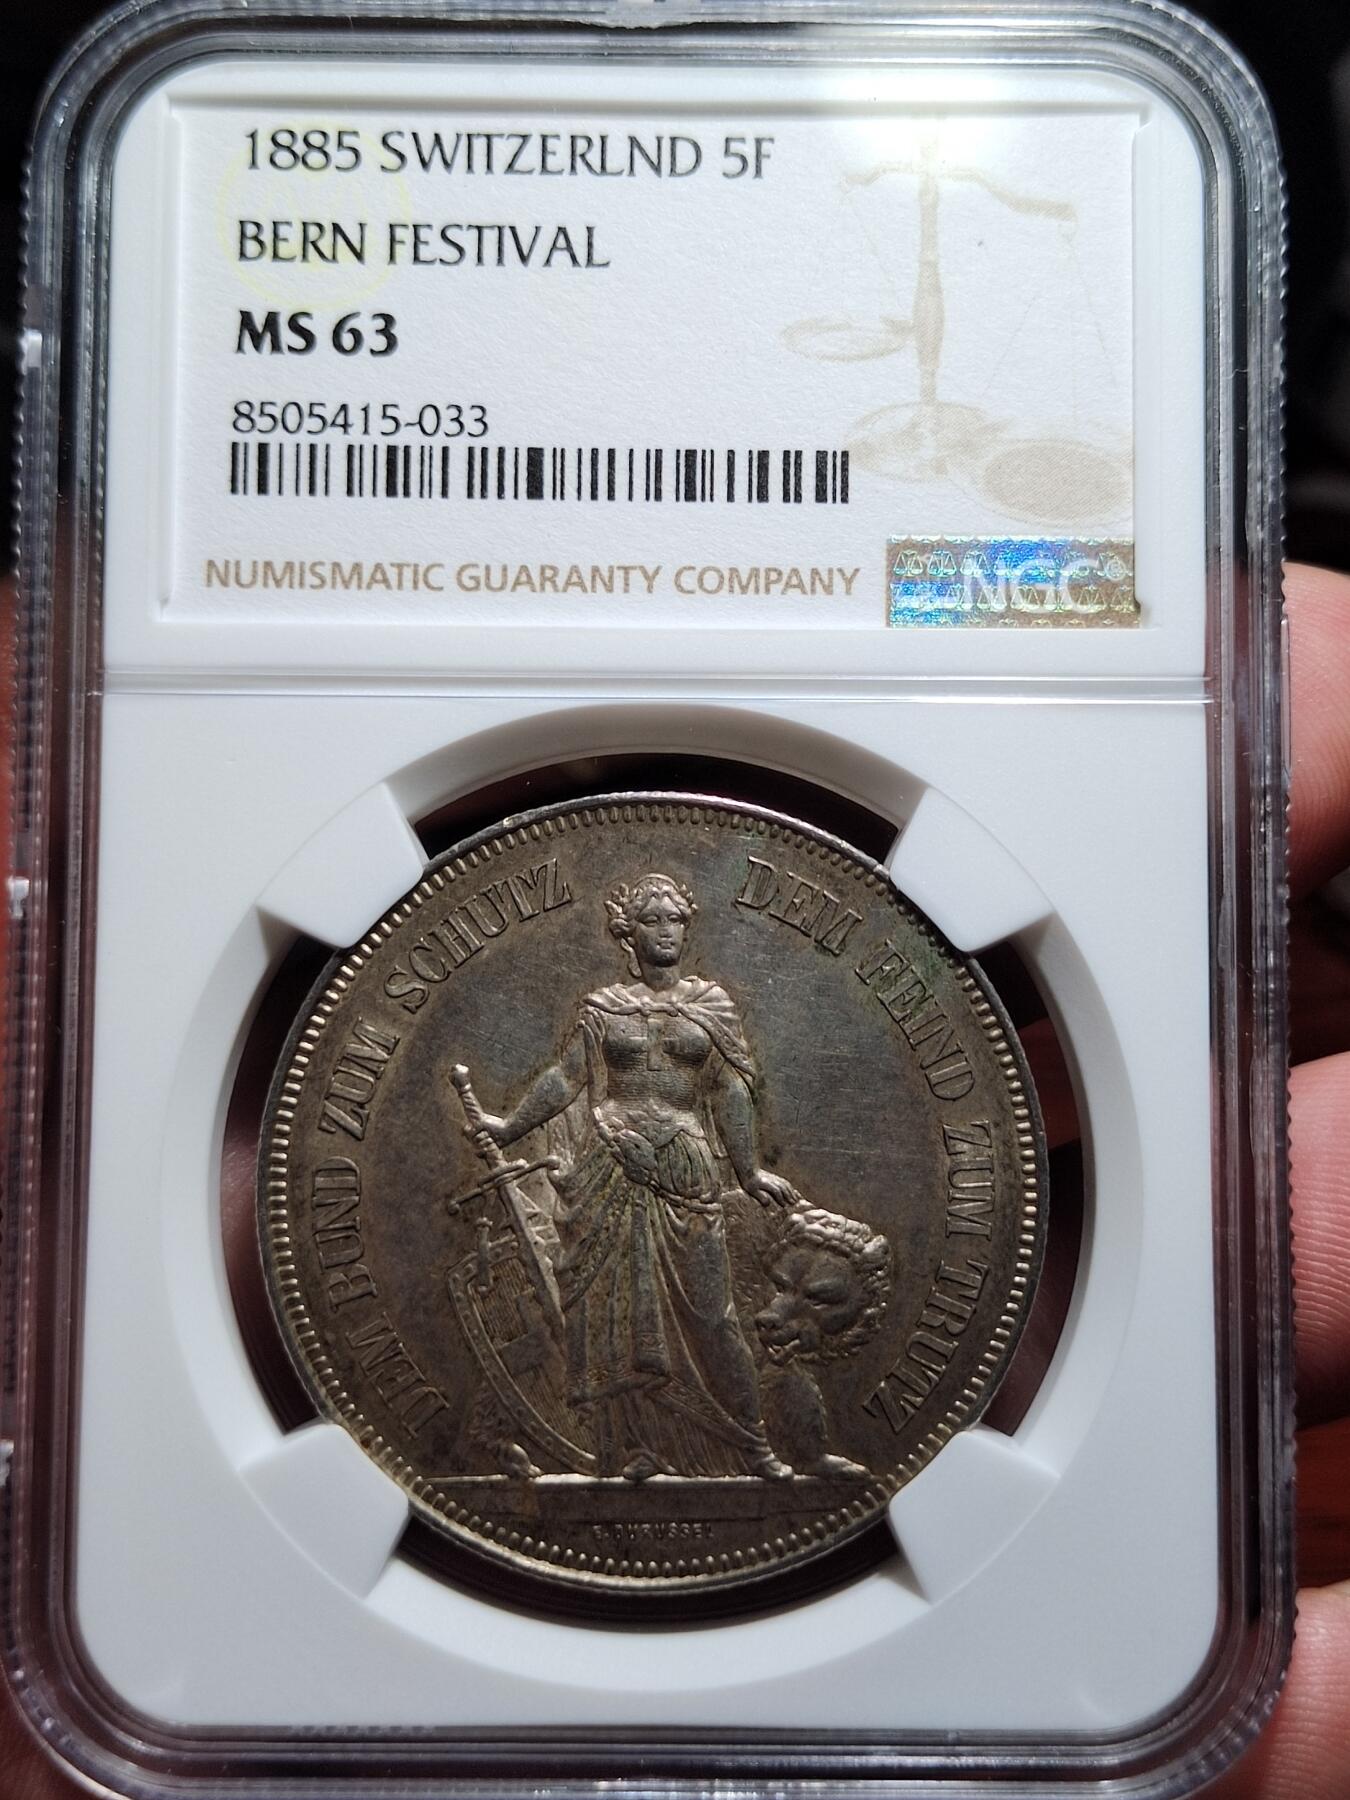 1885 SWITZERLND 5F
BERN FESTIVAL
MS 63
8505415-033
NUMISMATIC GUARANTY COMPANY
NGC®
DEM BUND ZUM SCHUTZ
DEM FEIND ZUM TRUTZ
E. DURUSSEL